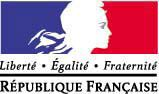 Liberté • Égalité • Fraternité
RÉPUBLIQUE FRANÇAISE